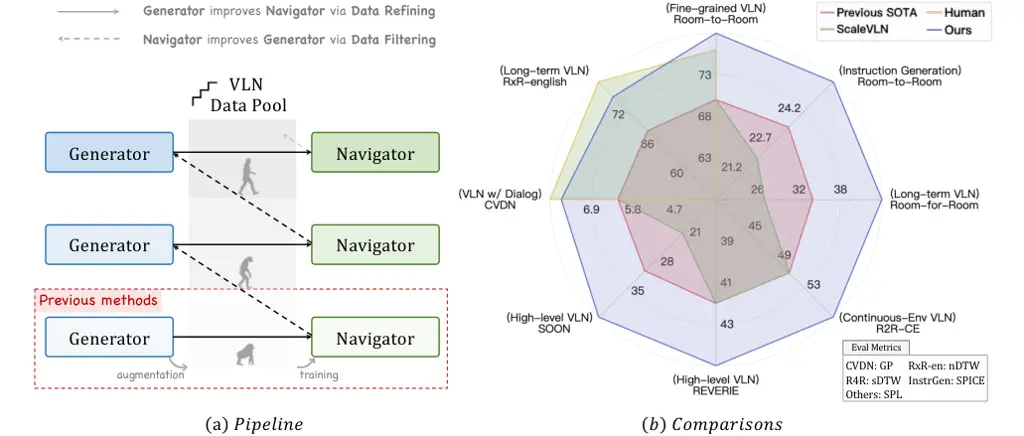 Generator improves Navigator via Data Refining
Navigator improves Generator via Data Filtering
VLN
Data Pool
Generator
Navigator
Generator
Navigator
Previous methods
Generator
Navigator
augmentation
training
(a) Pipeline
(Fine-grained VLN)
Room-to-Room
Previous SOTA
Human
ScaleVLN
Ours
(Long-term VLN)
RxR-english
(Instruction Generation)
Room-to-Room
73
72
24.2
68
22.7
66
63
21.2
60
(VLN w/ Dialog)
CVDN
26
32
38
(Long-term VLN)
Room-for-Room
6.9
5.8
4.7
21
45
39
28
49
41
35
53
43
(High-level VLN)
SOON
(Continuous-Env VLN)
R2R-CE
(High-level VLN)
REVERIE
Eval Metrics
CVDN: GP RxR-en: nDTW
R4R: sDTW InstrGen: SPICE
Others: SPL
(b) Comparisons